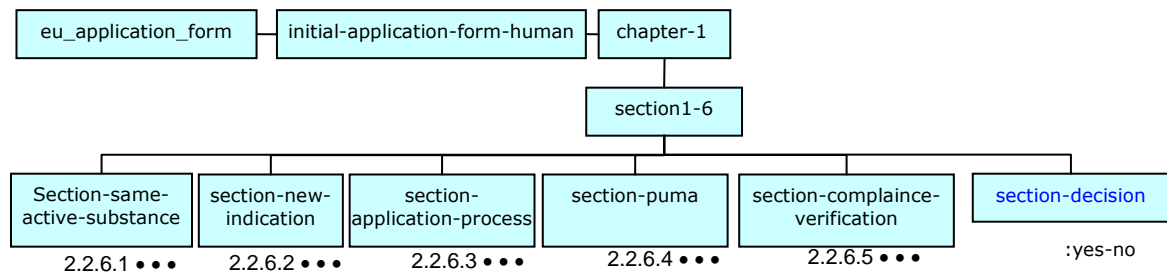 eu_application_form
initial-application-form-human
chapter-1
section1-6
Section-same-
active-substance
section-new-
indication
section-
application-process
section-puma
section-complaince-
verification
section-decision
2.2.6.1 ● ● ●
2.2.6.2 ● ● ●
2.2.6.3 ● ● ●
2.2.6.4 ● ● ●
2.2.6.5 ● ● ●
:yes-no